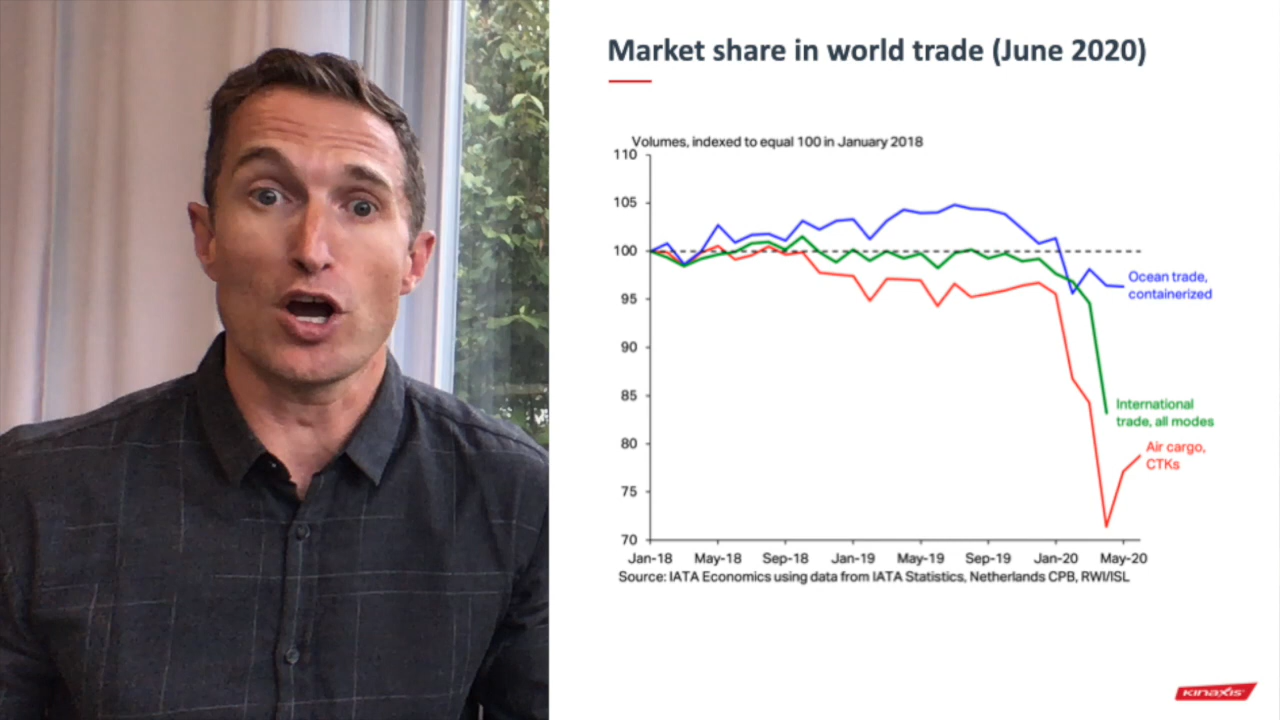 Market share in world trade (June 2020)
Volumes, indexed to equal 100 in January 2018
110
105
100
95
90
85
80
75
70
Ocean trade,
containerized
International
trade, all modes
Air cargo,
CTKs
Jan-18 May-18 Sep-18 Jan-19 May-19 Sep-19 Jan-20 May-20
Source: IATA Economics using data from IATA Statistics, Netherlands CPB, RWI/ISL
KINAXIS